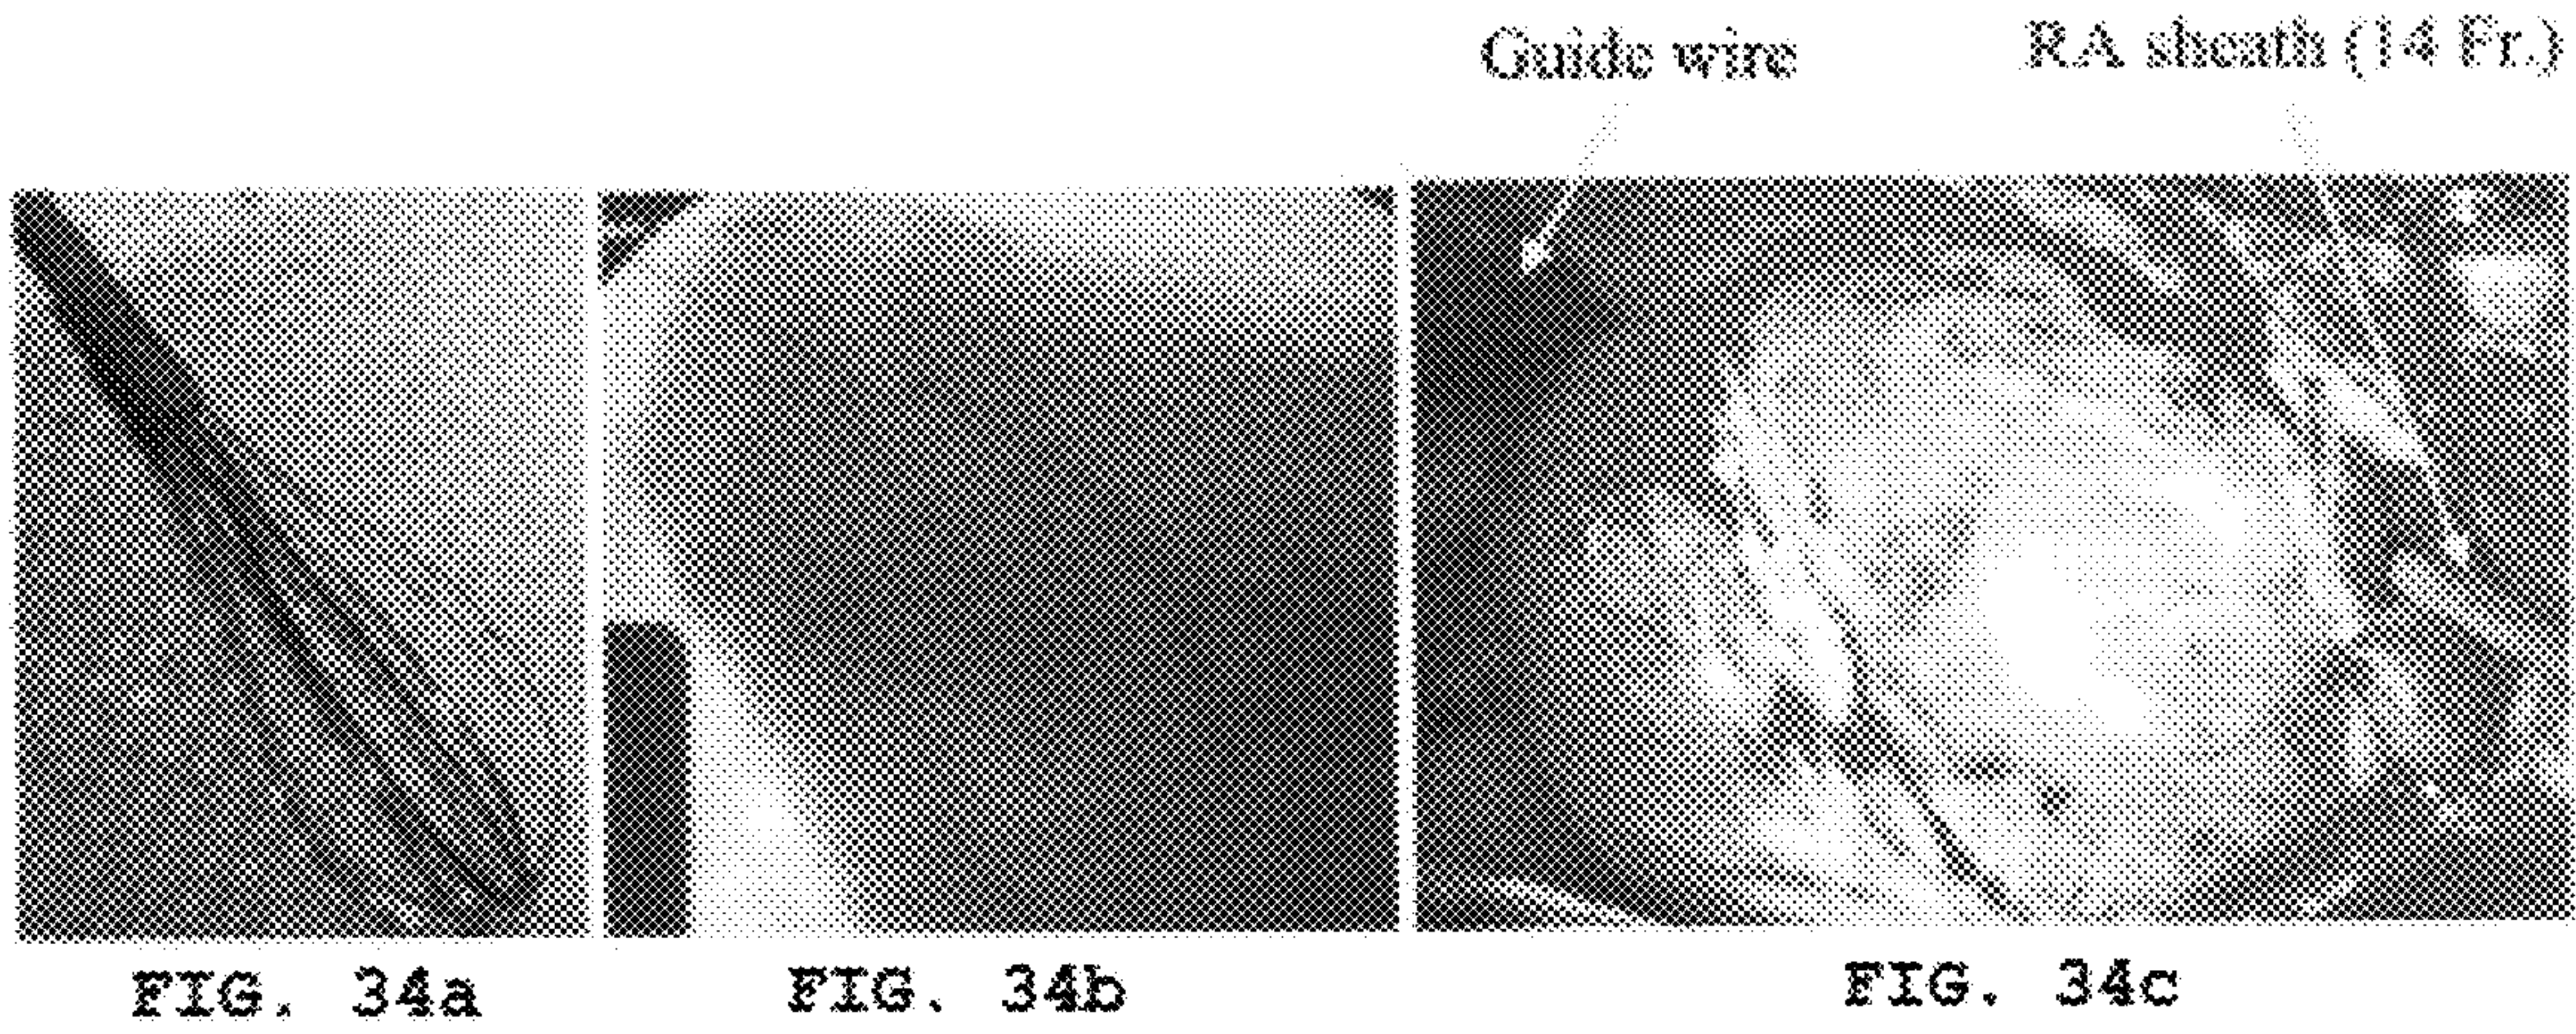 Guide wire
RA sheath (14 Fr.)
FIG. 34a
FIG. 34b
FIG. 34c